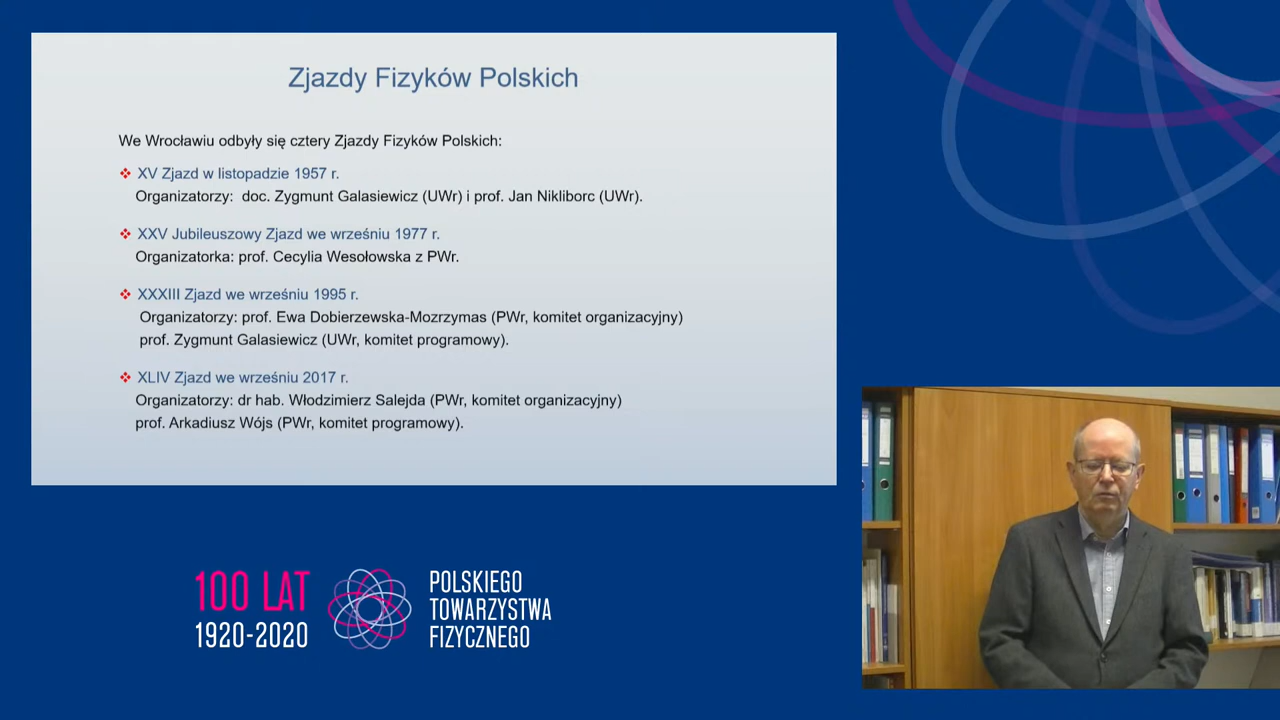 Zjazdy Fizyków Polskich
We Wrocławiu odbyły się cztery Zjazdy Fizyków Polskich:
XV Zjazd w listopadzie 1957 r.
Organizatorzy: doc. Zygmunt Galasiewicz (UWr) i prof. Jan Nikliborc (UWr).
XXV Jubileuszowy Zjazd we wrześniu 1977 r.
Organizatorka: prof. Cecylia Wesołowska z PWr.
XXXIII Zjazd we wrześniu 1995 r.
Organizatorzy: prof. Ewa Dobierzewska-Mozrzymas (PWr, komitet organizacyjny)
prof. Zygmunt Galasiewicz (UWr, komitet programowy).
XLIV Zjazd we wrześniu 2017 r.
Organizatorzy: dr hab. Włodzimierz Salejda (PWr, komitet organizacyjny)
prof. Arkadiusz Wójs (PWr, komitet programowy).
100 LAT
1920-2020
POLSKIEGO
TOWARZYSTWA
FIZYCZNEGO